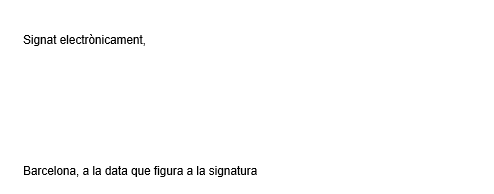 Signat electrònicament,
Barcelona, a la data que figura a la signatura